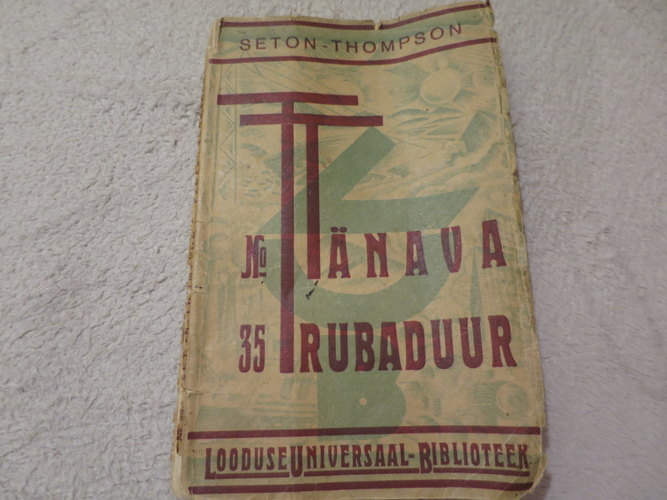 SETON-THOMPSON
No TÄNAVA
35 TRUBADUUR
LOODUSE UNIVERSAAL-BIBLIOTEEK